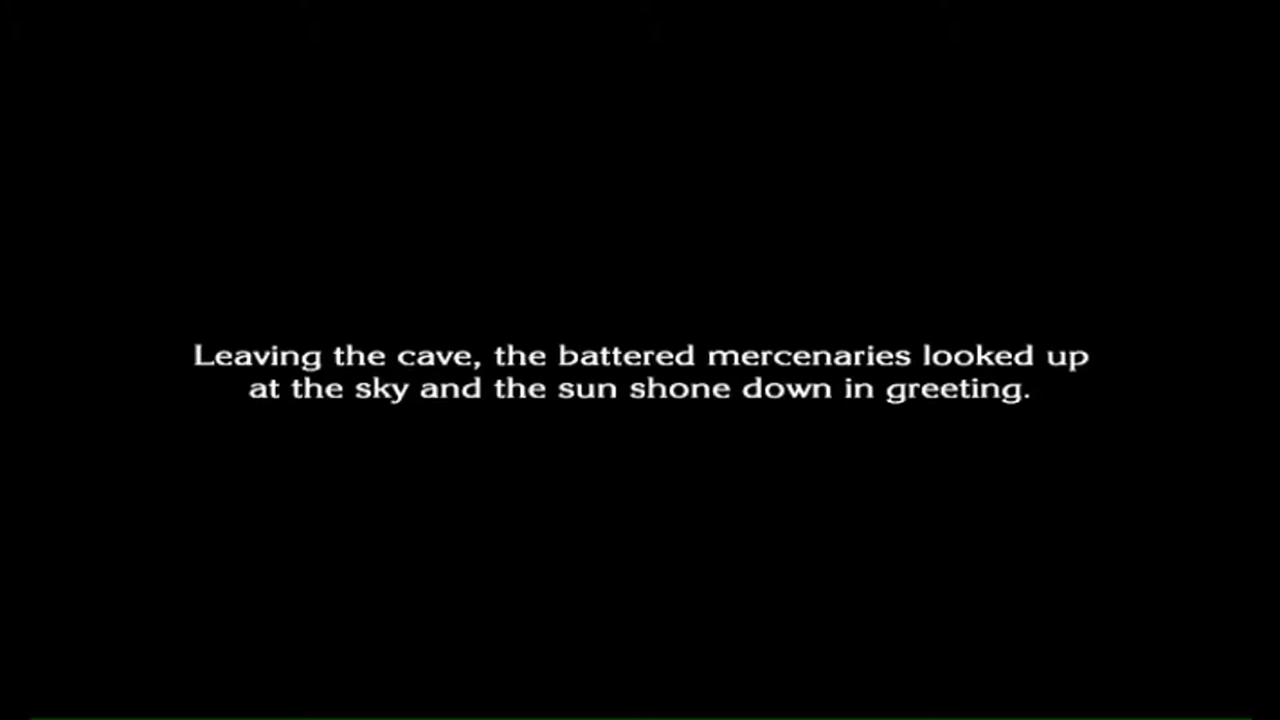 Leaving the cave, the battered mercenaries looked up
at the sky and the sun shone down in greeting.